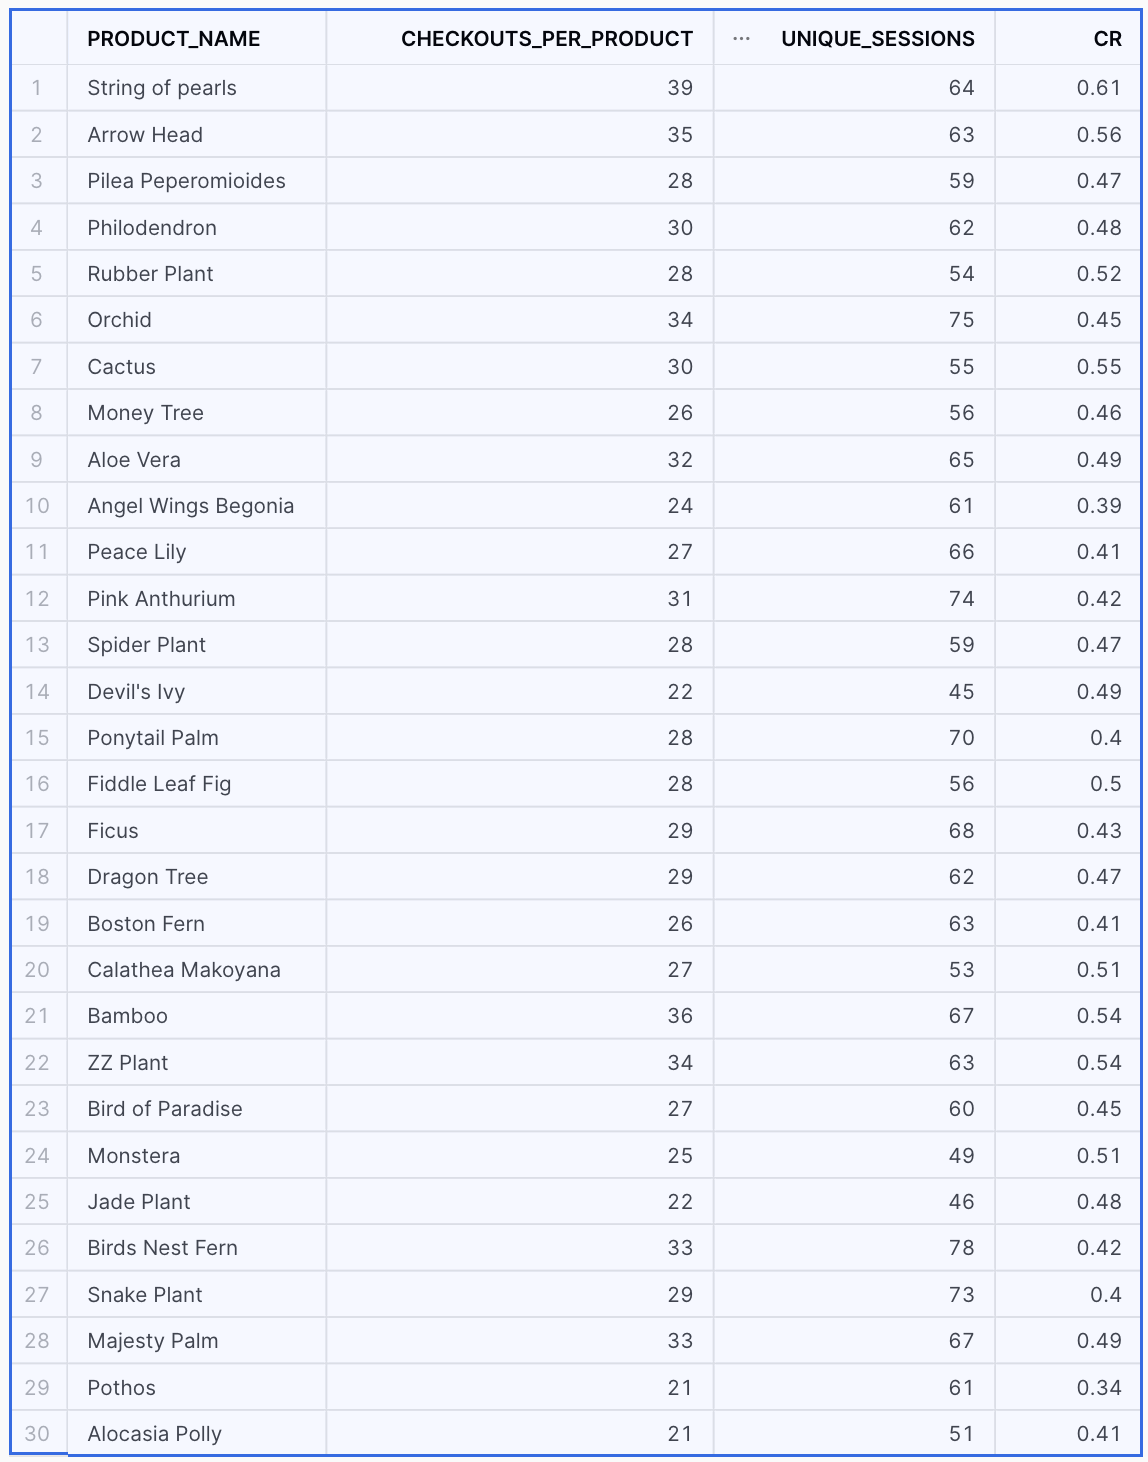 PRODUCT_NAME CHECKOUTS_PER_PRODUCT ... UNIQUE_SESSIONS CR
1 String of pearls 39 64 0.61
2 Arrow Head 35 63 0.56
3 Pilea Peperomioides 28 59 0.47
4 Philodendron 30 62 0.48
5 Rubber Plant 28 54 0.52
6 Orchid 34 75 0.45
7 Cactus 30 55 0.55
8 Money Tree 26 56 0.46
9 Aloe Vera 32 65 0.49
10 Angel Wings Begonia 24 61 0.39
11 Peace Lily 27 66 0.41
12 Pink Anthurium 31 74 0.42
13 Spider Plant 28 59 0.47
14 Devil's Ivy 22 45 0.49
15 Ponytail Palm 28 70 0.4
16 Fiddle Leaf Fig 28 56 0.5
17 Ficus 29 68 0.43
18 Dragon Tree 29 62 0.47
19 Boston Fern 26 63 0.41
20 Calathea Makoyana 27 53 0.51
21 Bamboo 36 67 0.54
22 ZZ Plant 34 63 0.54
23 Bird of Paradise 27 60 0.45
24 Monstera 25 49 0.51
25 Jade Plant 22 46 0.48
26 Birds Nest Fern 33 78 0.42
27 Snake Plant 29 73 0.4
28 Majesty Palm 33 67 0.49
29 Pothos 21 61 0.34
30 Alocasia Polly 21 51 0.41